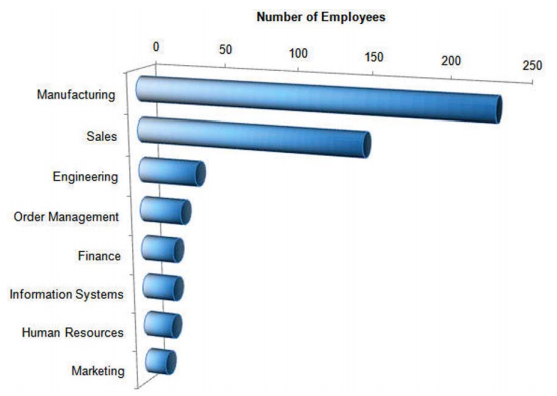 Number of Employees
0 50 100 150 200 250
Manufacturing
Sales
Engineering
Order Management
Finance
Information Systems
Human Resources
Marketing